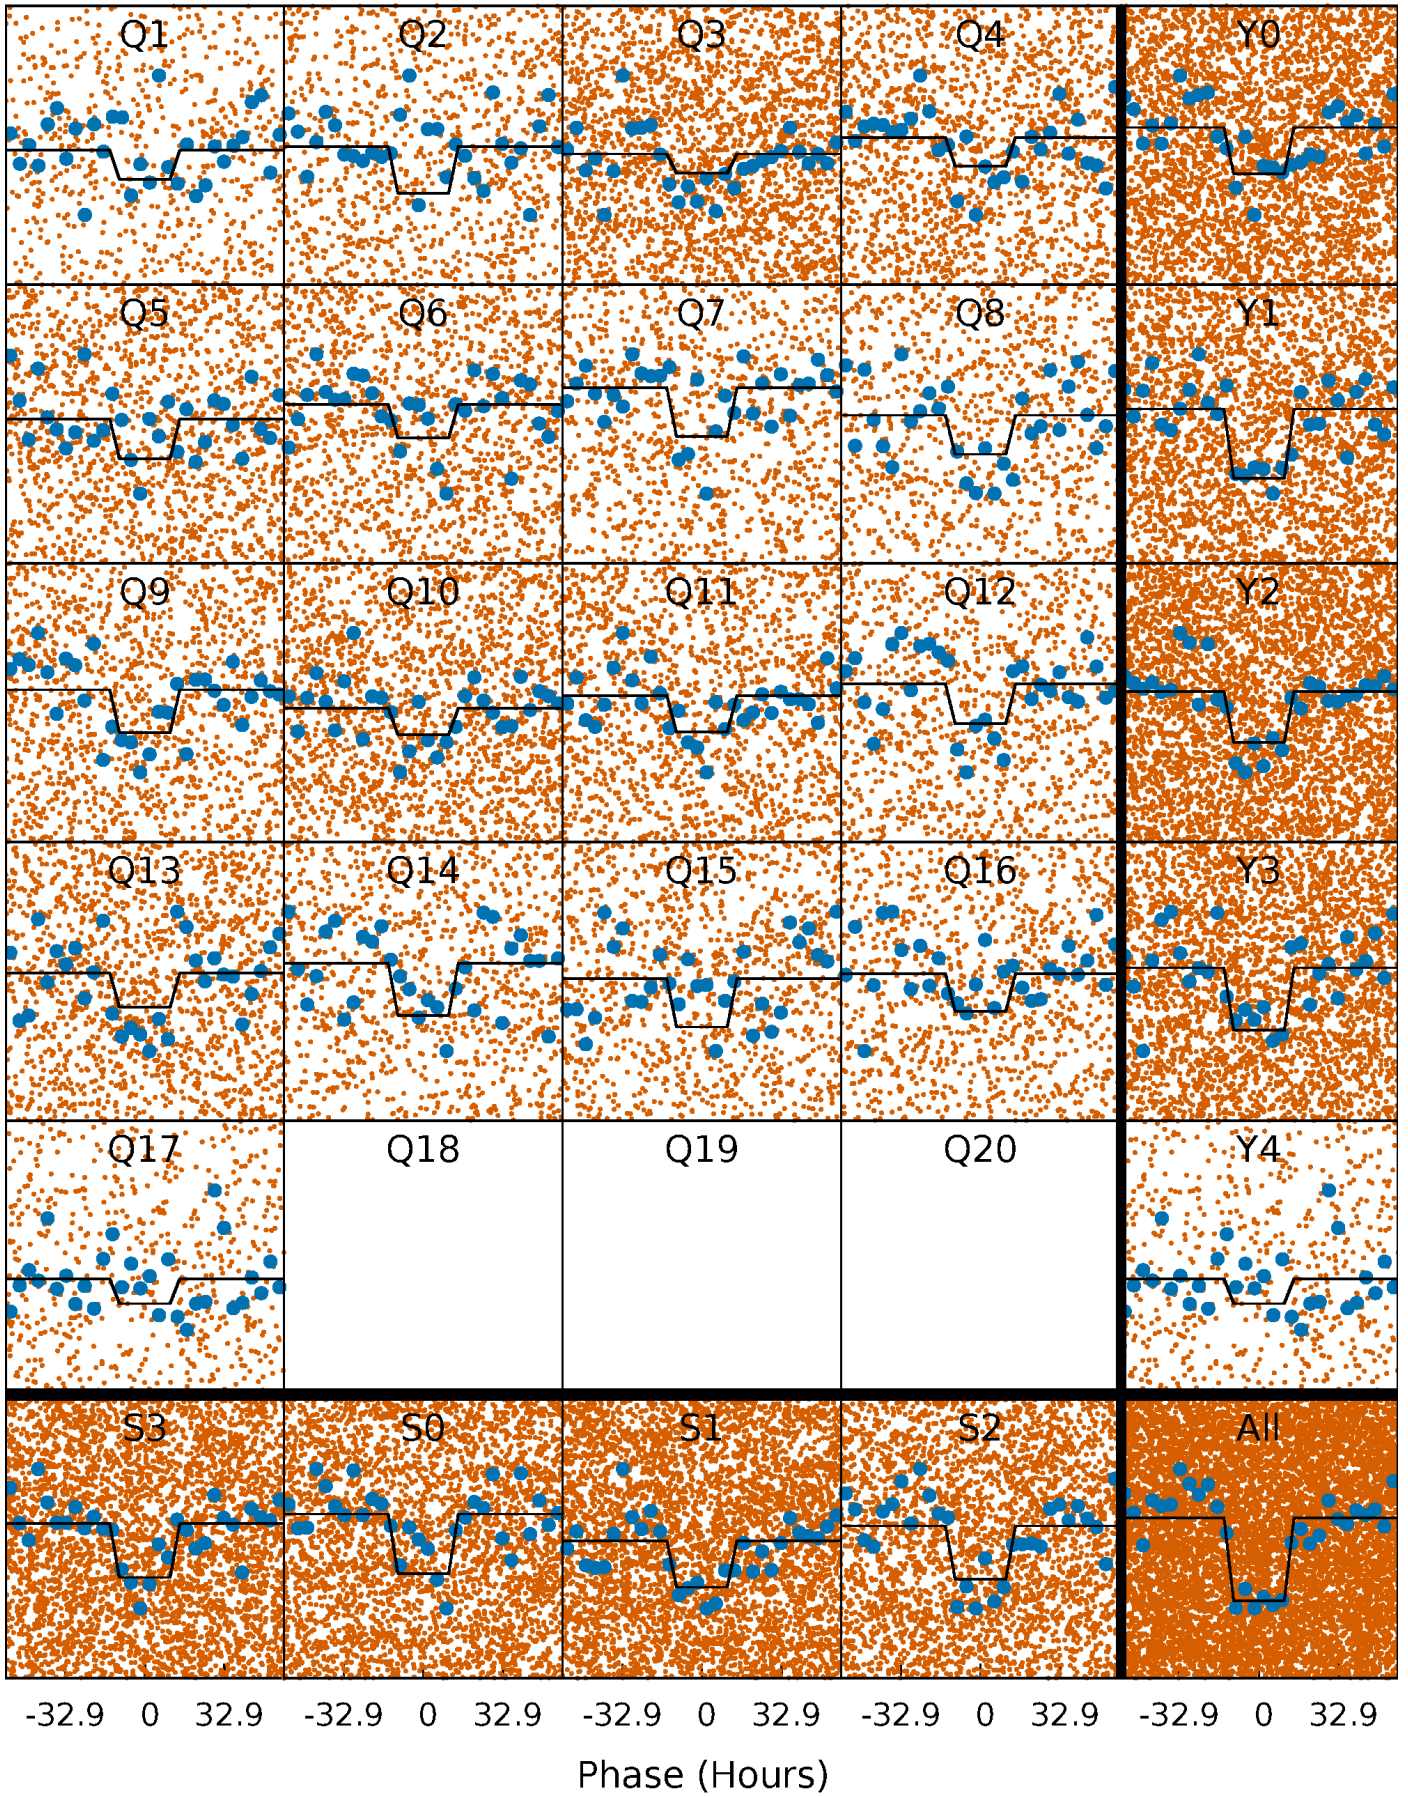 Q1 Q2 Q3 Q4 Y0
Q5 Q6 Q7 Q8 Y1
Q9 Q10 Q11 Q12 Y2
Q13 Q14 Q15 Q16 Y3
Q17 Q18 Q19 Q20 Y4
S3 S0 S1 S2 All
-32.9 0 32.9 -32.9 0 32.9 -32.9 0 32.9 -32.9 0 32.9 -32.9 0 32.9
Phase (Hours)